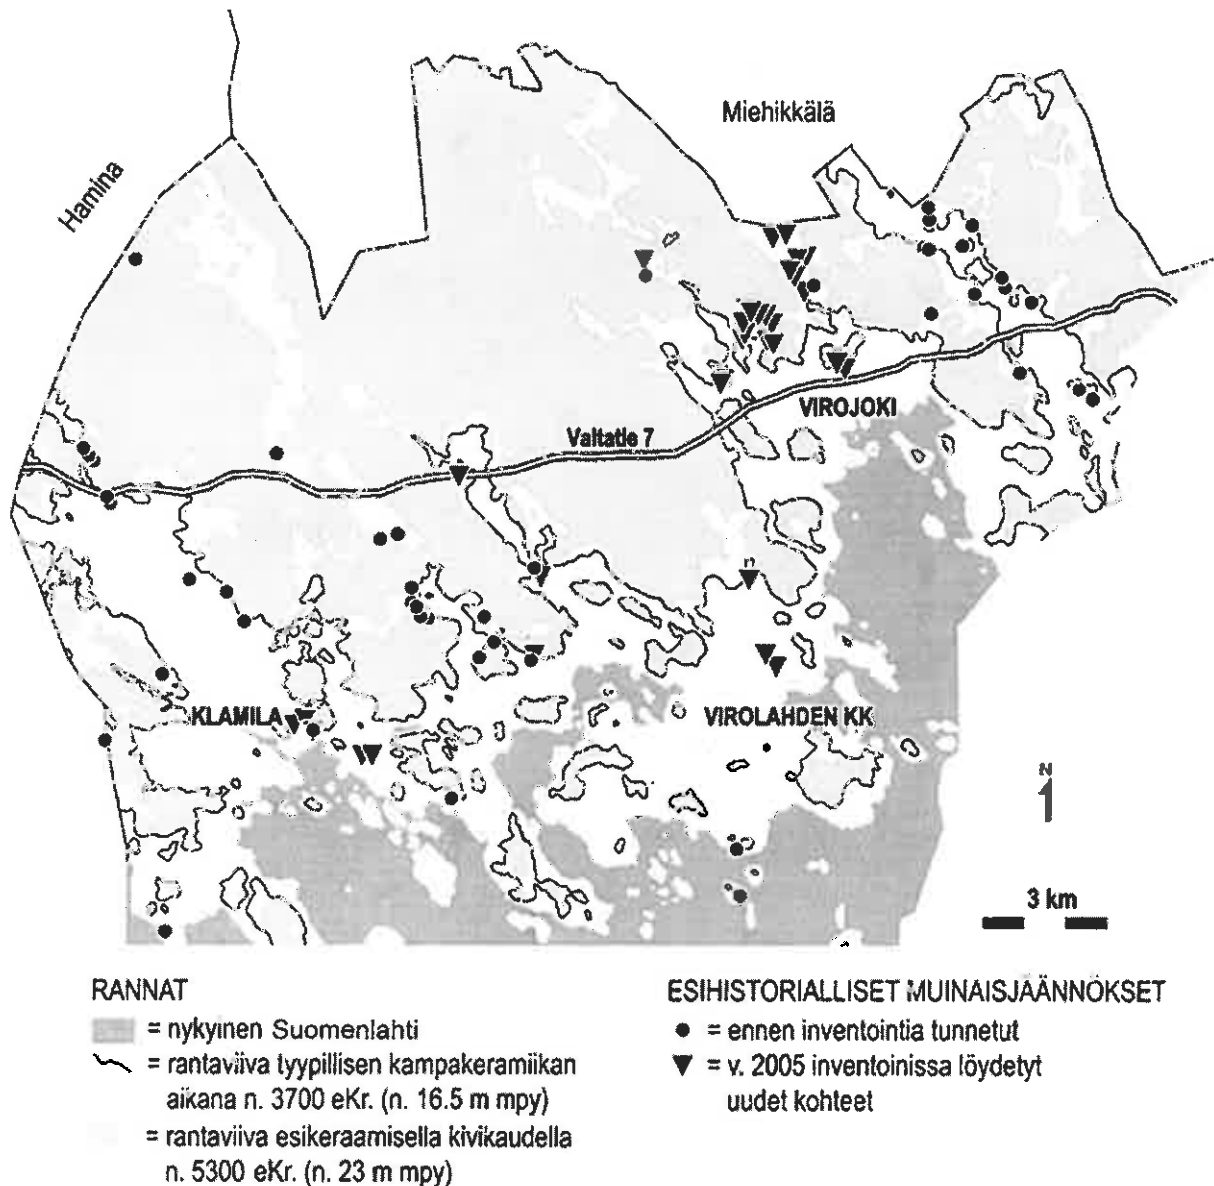 Miehikkälä
Hamina
VIROJOKI
Valtatie 7
KLAMILA
VIROLAHDEN KK
N
3 km
RANNAT
= nykyinen Suomenlahti
= rantaviiva tyypillisen kampakeramiikan
aikana n. 3700 eKr. (n. 16.5 m mpy)
= rantaviiva esikeraamisella kivikaudella
n. 5300 eKr. (n. 23 m mpy)
ESIHISTORIALLISET MUINAISJÄÄNNÖKSET
= ennen inventointia tunnetut
= v. 2005 inventoinissa löydetyt
uudet kohteet